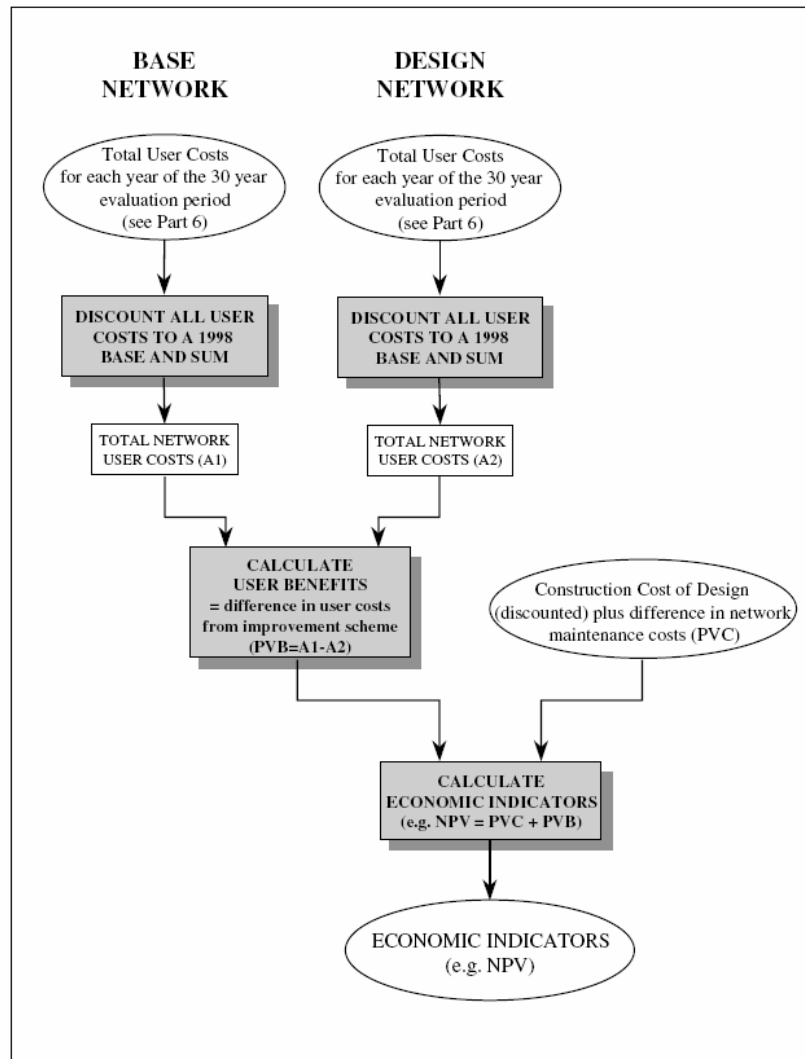 BASE
NETWORK
DESIGN
NETWORK
Total User Costs
for each year of the 30 year
evaluation period
(see Part 6)
Total User Costs
for each year of the 30 year
evaluation period
(see Part 6)
DISCOUNT ALL USER
COSTS TO A 1998
BASE AND SUM
DISCOUNT ALL USER
COSTS TO A 1998
BASE AND SUM
TOTAL NETWORK
USER COSTS (A1)
TOTAL NETWORK
USER COSTS (A2)
CALCULATE
USER BENEFITS
= difference in user costs
from improvement scheme
(PVB=A1-A2)
Construction Cost of Design
(discounted) plus difference in network
maintenance costs (PVC)
CALCULATE
ECONOMIC INDICATORS
(e.g. NPV = PVC + PVB)
ECONOMIC INDICATORS
(e.g. NPV)